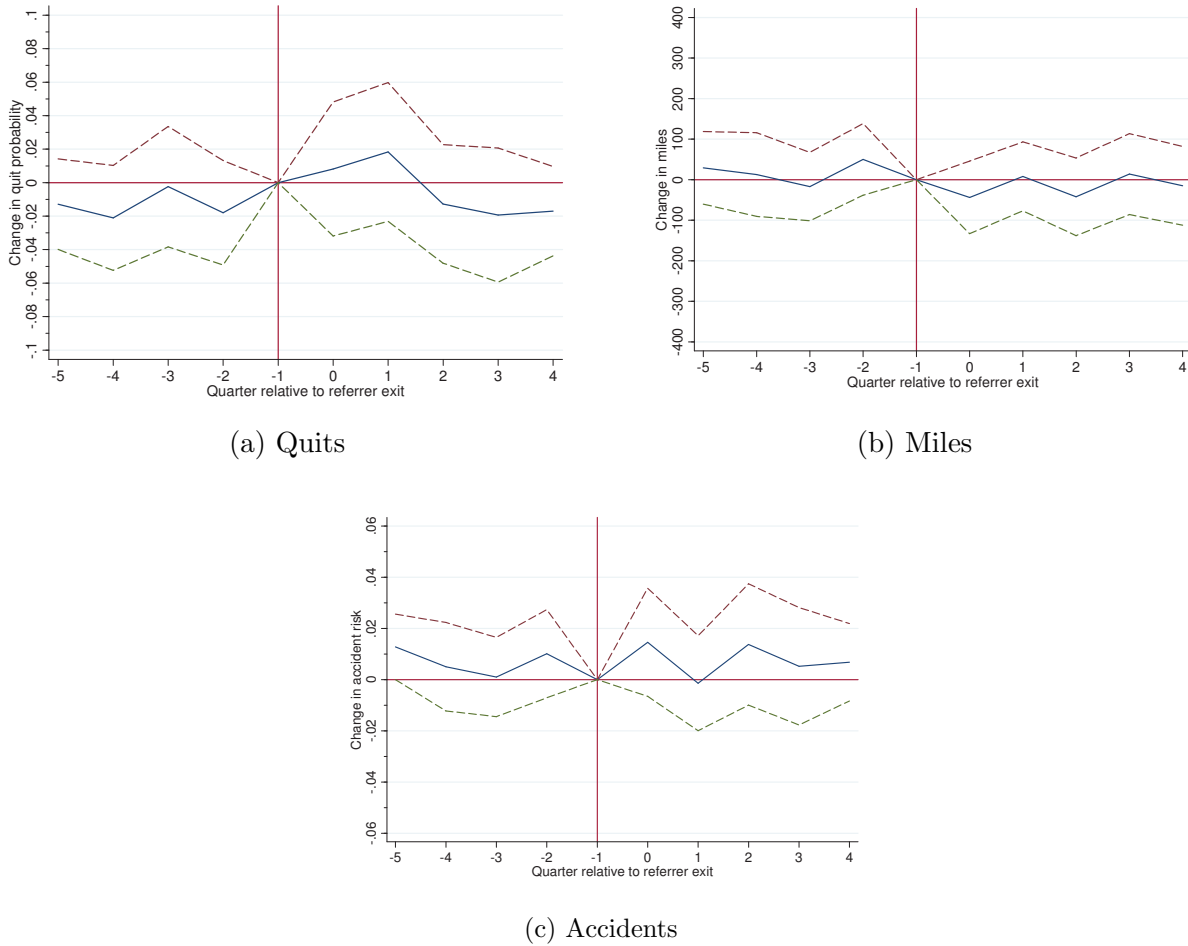 .1
.08
.06
.04
.02
0
-.02
-.04
-.06
-.08
-.1
Change in quit probability
-5 -4 -3 -2 -1 0 1 2 3 4
Quarter relative to referrer exit
(a) Quits
400
300
200
100
0
-100
-200
-300
-400
Change in miles
-5 -4 -3 -2 -1 0 1 2 3 4
Quarter relative to referrer exit
(b) Miles
.06
.04
.02
0
-.02
-.04
-.06
Change in accident risk
-5 -4 -3 -2 -1 0 1 2 3 4
Quarter relative to referrer exit
(c) Accidents